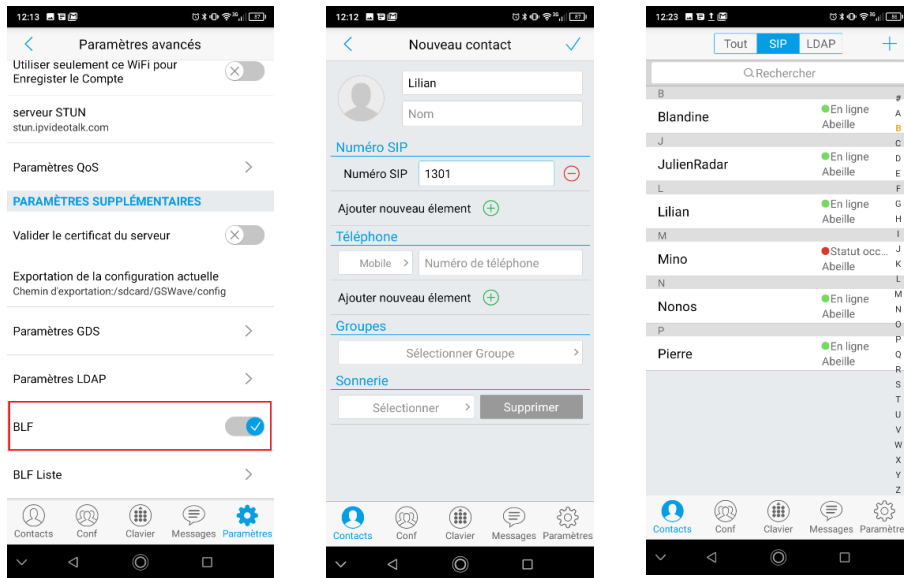 12:13
87
Paramètres avancés
Utiliser seulement ce WiFi pour
Enregister le Compte
serveur STUN
stun.ipvideotalk.com
Paramètres QoS
PARAMÈTRES SUPPLÉMENTAIRES
Valider le certificat du serveur
Exportation de la configuration actuelle
Chemin d'exportation:/sdcard/GSWave/config
Paramètres GDS
Paramètres LDAP
BLF
BLF Liste
Contacts Conf Clavier Messages Paramètres
12:12
87
Nouveau contact
Lilian
Nom
Numéro SIP
Numéro SIP 1301
Ajouter nouveau élement
Téléphone
Mobile > Numéro de téléphone
Ajouter nouveau élement
Groupes
Sélectionner Groupe
Sonnerie
Sélectionner > Supprimer
Contacts Conf Clavier Messages Paramètres
12:23
Tout SIP LDAP +
Rechercher
B
Blandine En ligne
Abeille
J
JulienRadar En ligne
Abeille
L
Lilian En ligne
Abeille
M
Mino Statut occ...
Abeille
N
Nonos En ligne
Abeille
P
Pierre En ligne
Abeille
#
A
B
C
D
E
F
G
H
I
J
K
L
M
N
O
P
Q
R
S
T
U
V
W
X
Y
Z
Contacts Conf Clavier Messages Paramètre